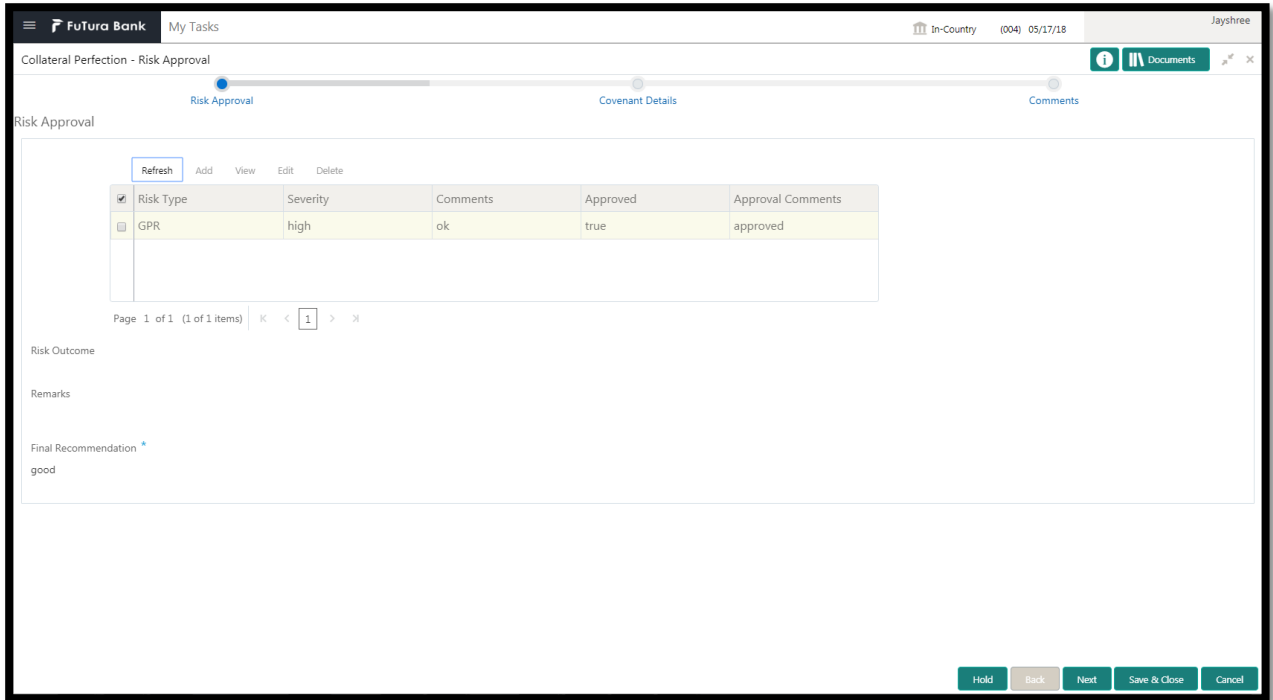 FuTura Bank My Tasks In-Country (004) 05/17/18 Jayshree
Collateral Perfection - Risk Approval i Documents
Risk Approval Covenant Details Comments
Risk Approval
Refresh Add View Edit Delete
Risk Type Severity Comments Approved Approval Comments
GPR high ok true approved
Page 1 of 1 (1 of 1 items) 1
Risk Outcome
Remarks
Final Recommendation *
good
Hold Back Next Save & Close Cancel